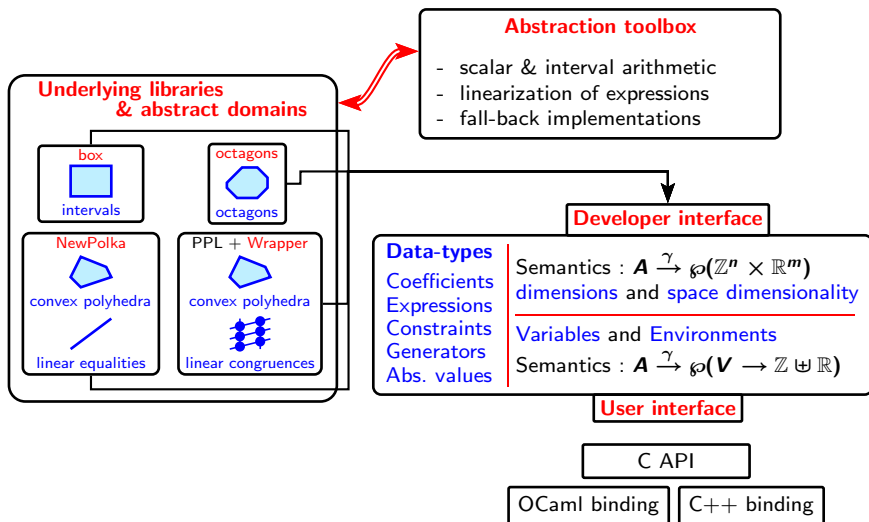 Abstraction toolbox
- scalar & interval arithmetic
- linearization of expressions
- fall-back implementations
Underlying libraries
& abstract domains
box
intervals
octagons
octagons
NewPolka
convex polyhedra
linear equalities
PPL + Wrapper
convex polyhedra
linear congruences
Developer interface
Data-types
Coefficients
Expressions
Constraints
Generators
Abs. values
Semantics : A →γ ℘(ℤⁿ × ℝᵐ)
dimensions and space dimensionality
Variables and Environments
Semantics : A →γ ℘(V → ℤ ⊎ ℝ)
User interface
C API
OCaml binding
C++ binding